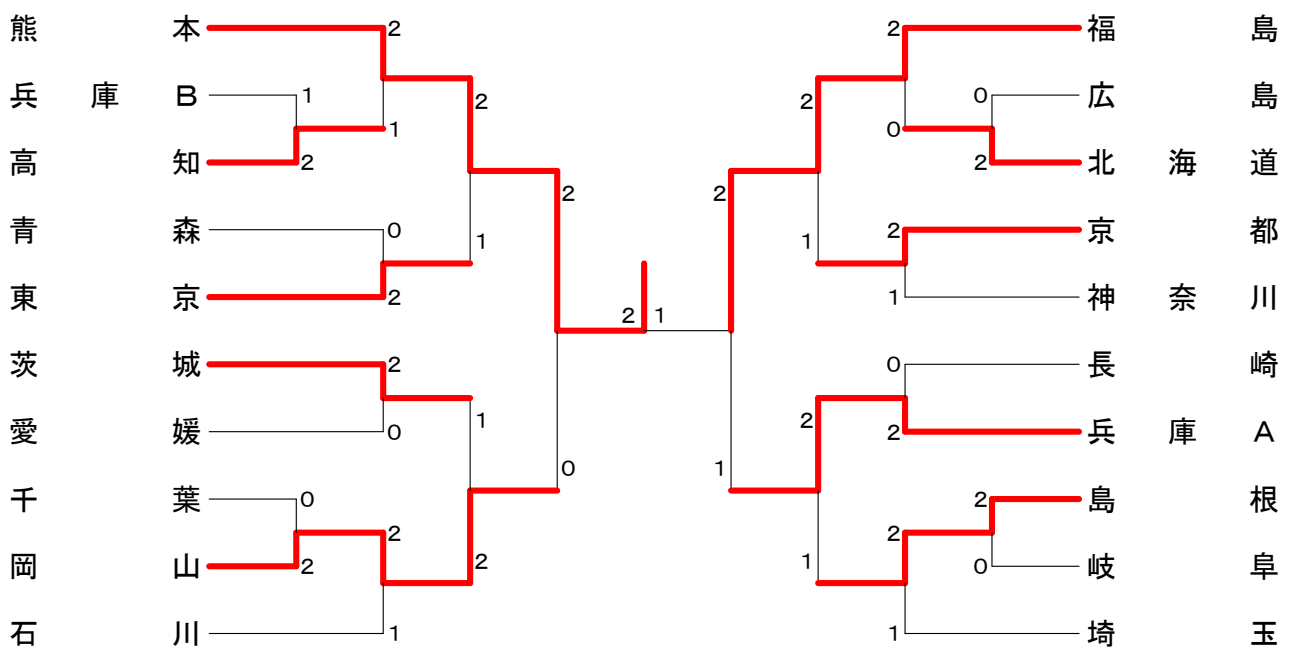 熊本 2 2 福島
兵庫B 1 2 2 0 広島
1 0
高知 2 2 北海道
2 2
青森 0 1 1 2 京都
東京 2 2 1 1 神奈川
茨城 2 0 長崎
愛媛 0 1 2 2 兵庫A
0 1
千葉 0 2 2 2 島根
岡山 2 2 1 0 岐阜
石川 1 1 埼玉